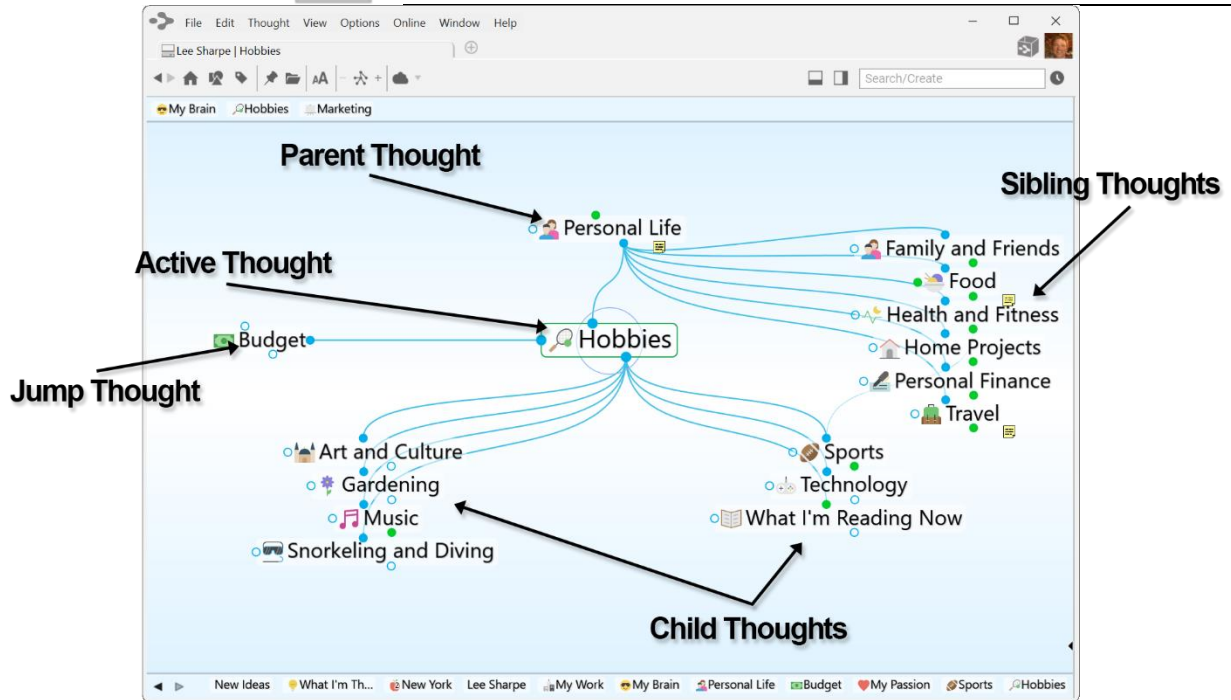 File Edit Thought View Options Online Window Help
Lee Sharpe | Hobbies
AA
Search/Create
My Brain Hobbies Marketing
Parent Thought
Sibling Thoughts
Personal Life
Family and Friends
Active Thought
Food
Health and Fitness
Budget
Hobbies
Home Projects
Jump Thought
Personal Finance
Travel
Art and Culture
Sports
Gardening
Technology
Music
What I'm Reading Now
Snorkeling and Diving
Child Thoughts
New Ideas What I'm Th... New York Lee Sharpe My Work My Brain Personal Life Budget My Passion Sports Hobbies